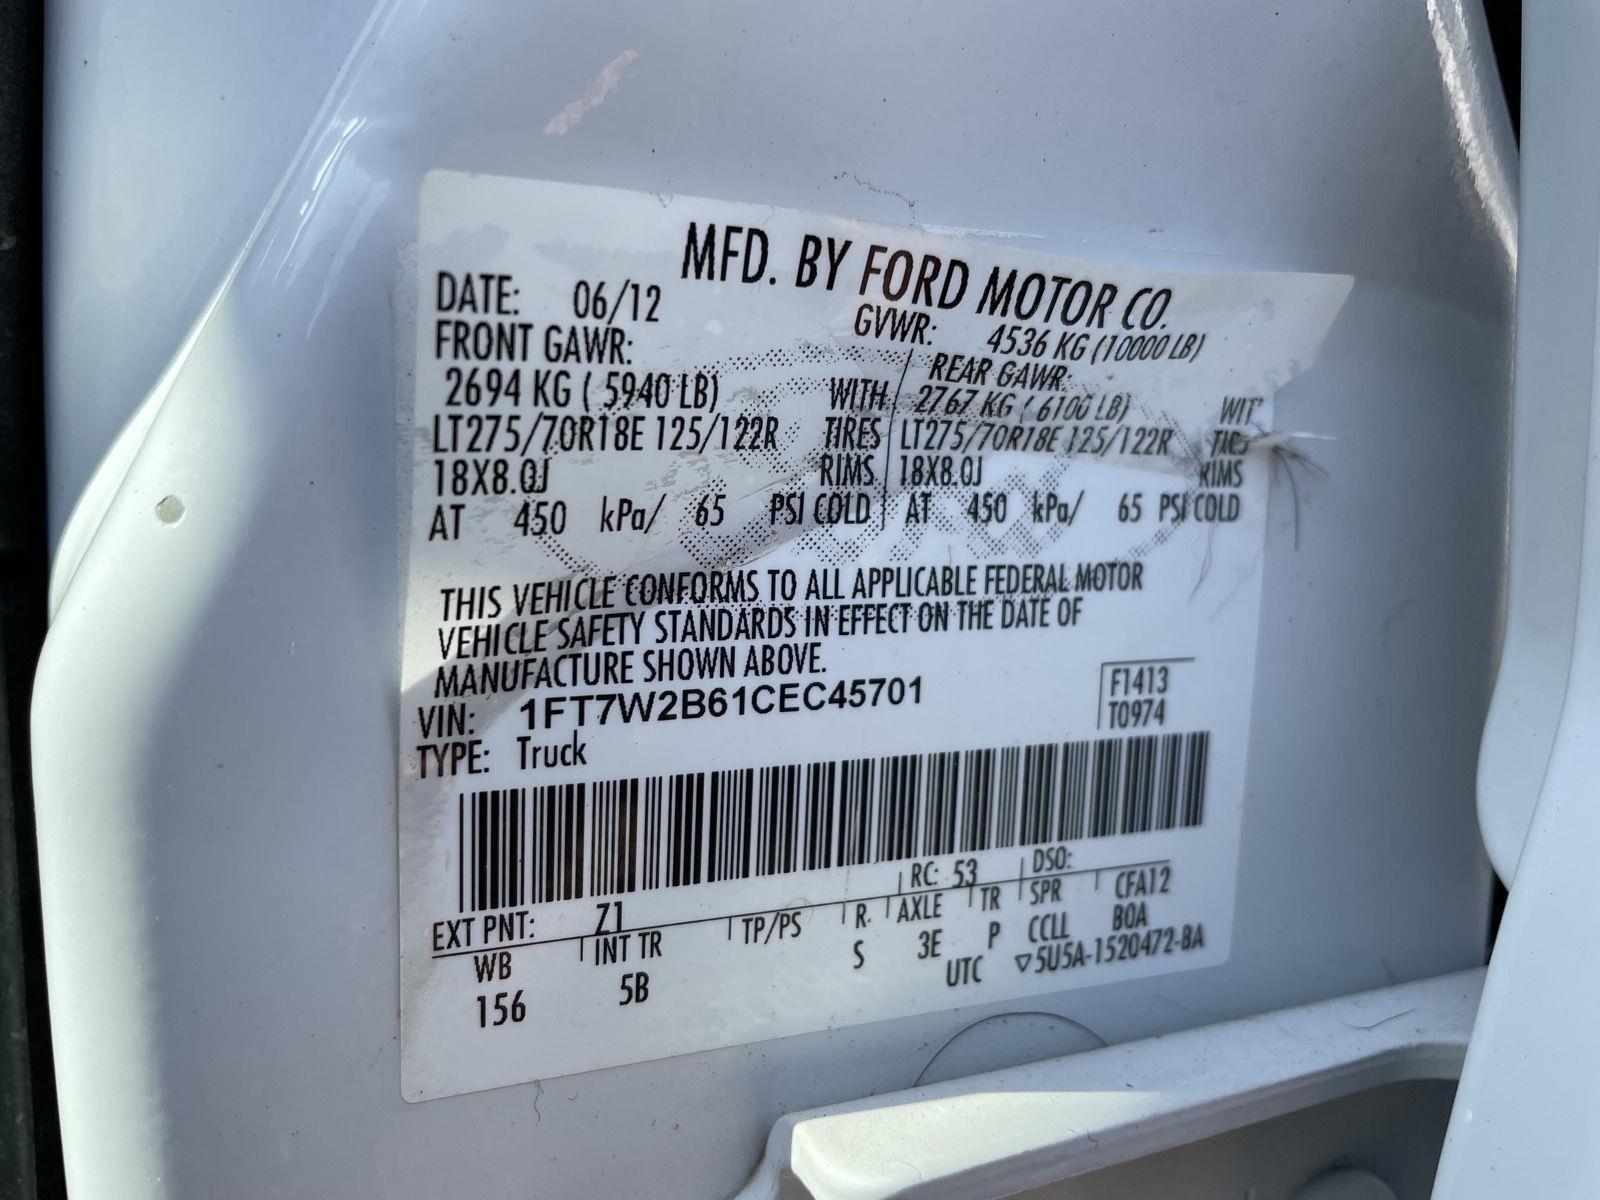 MFD. BY FORD MOTOR CO.
DATE: 06/12 GVWR: 4536 KG (10000 LB)
FRONT GAWR: REAR GAWR:
2694 KG ( 5940 LB) WITH 2767 KG ( 6100 LB) WIT
LT275/70R18E 125/122R TIRES LT275/70R18E 125/122R
18X8.0J RIMS 18X8.0J RIMS
AT 450 kPa/ 65 PSI COLD AT 450 kPa/ 65 PSI COLD
THIS VEHICLE CONFORMS TO ALL APPLICABLE FEDERAL MOTOR
VEHICLE SAFETY STANDARDS IN EFFECT ON THE DATE OF
MANUFACTURE SHOWN ABOVE.
VIN: 1FT7W2B61CEC45701 F1413
TYPE: Truck T0974
EXT PNT: Z1 RC: 53 DSO:
WB INT TR TP/PS R. AXLE TR SPR CFA12
156 5B S 3E P CCLL BOA
UTC ▽5U5A-1520472-BA